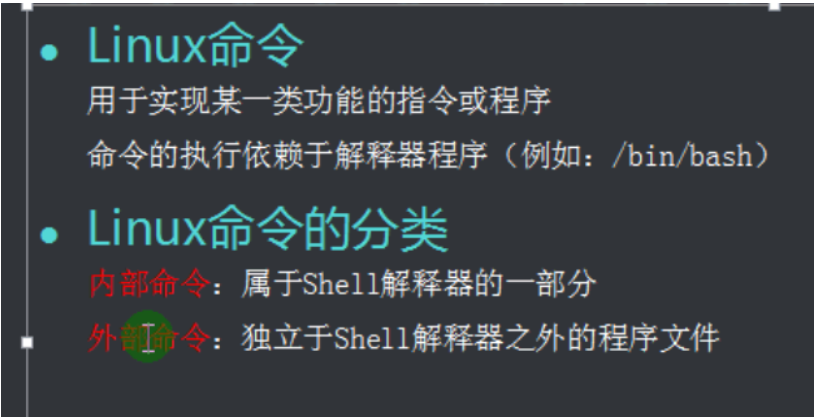 Linux命令
用于实现某一类功能的指令或程序
命令的执行依赖于解释器程序（例如：/bin/bash）
Linux命令的分类
内部命令：属于Shell解释器的一部分
外部命令：独立于Shell解释器之外的程序文件